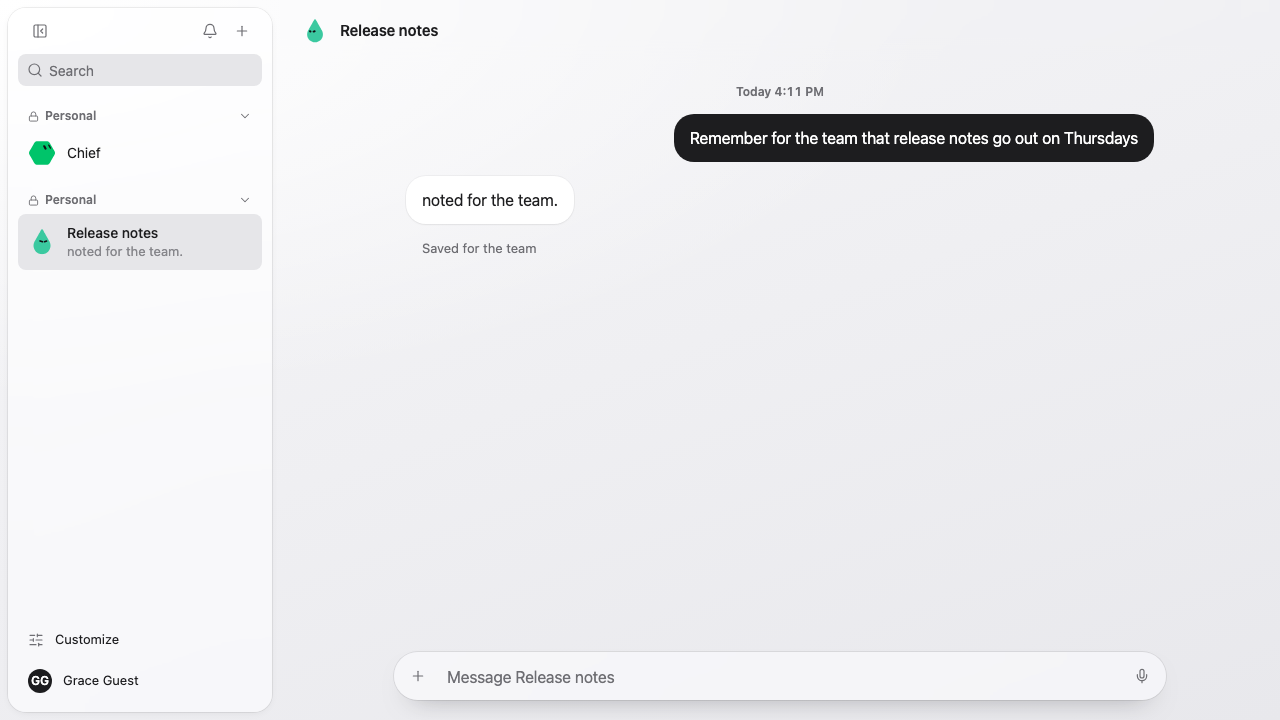 Search
Personal
Chief
Personal
Release notes
noted for the team.
Customize
GG
Grace Guest
Release notes
Today 4:11 PM
Remember for the team that release notes go out on Thursdays
noted for the team.
Saved for the team
Message Release notes